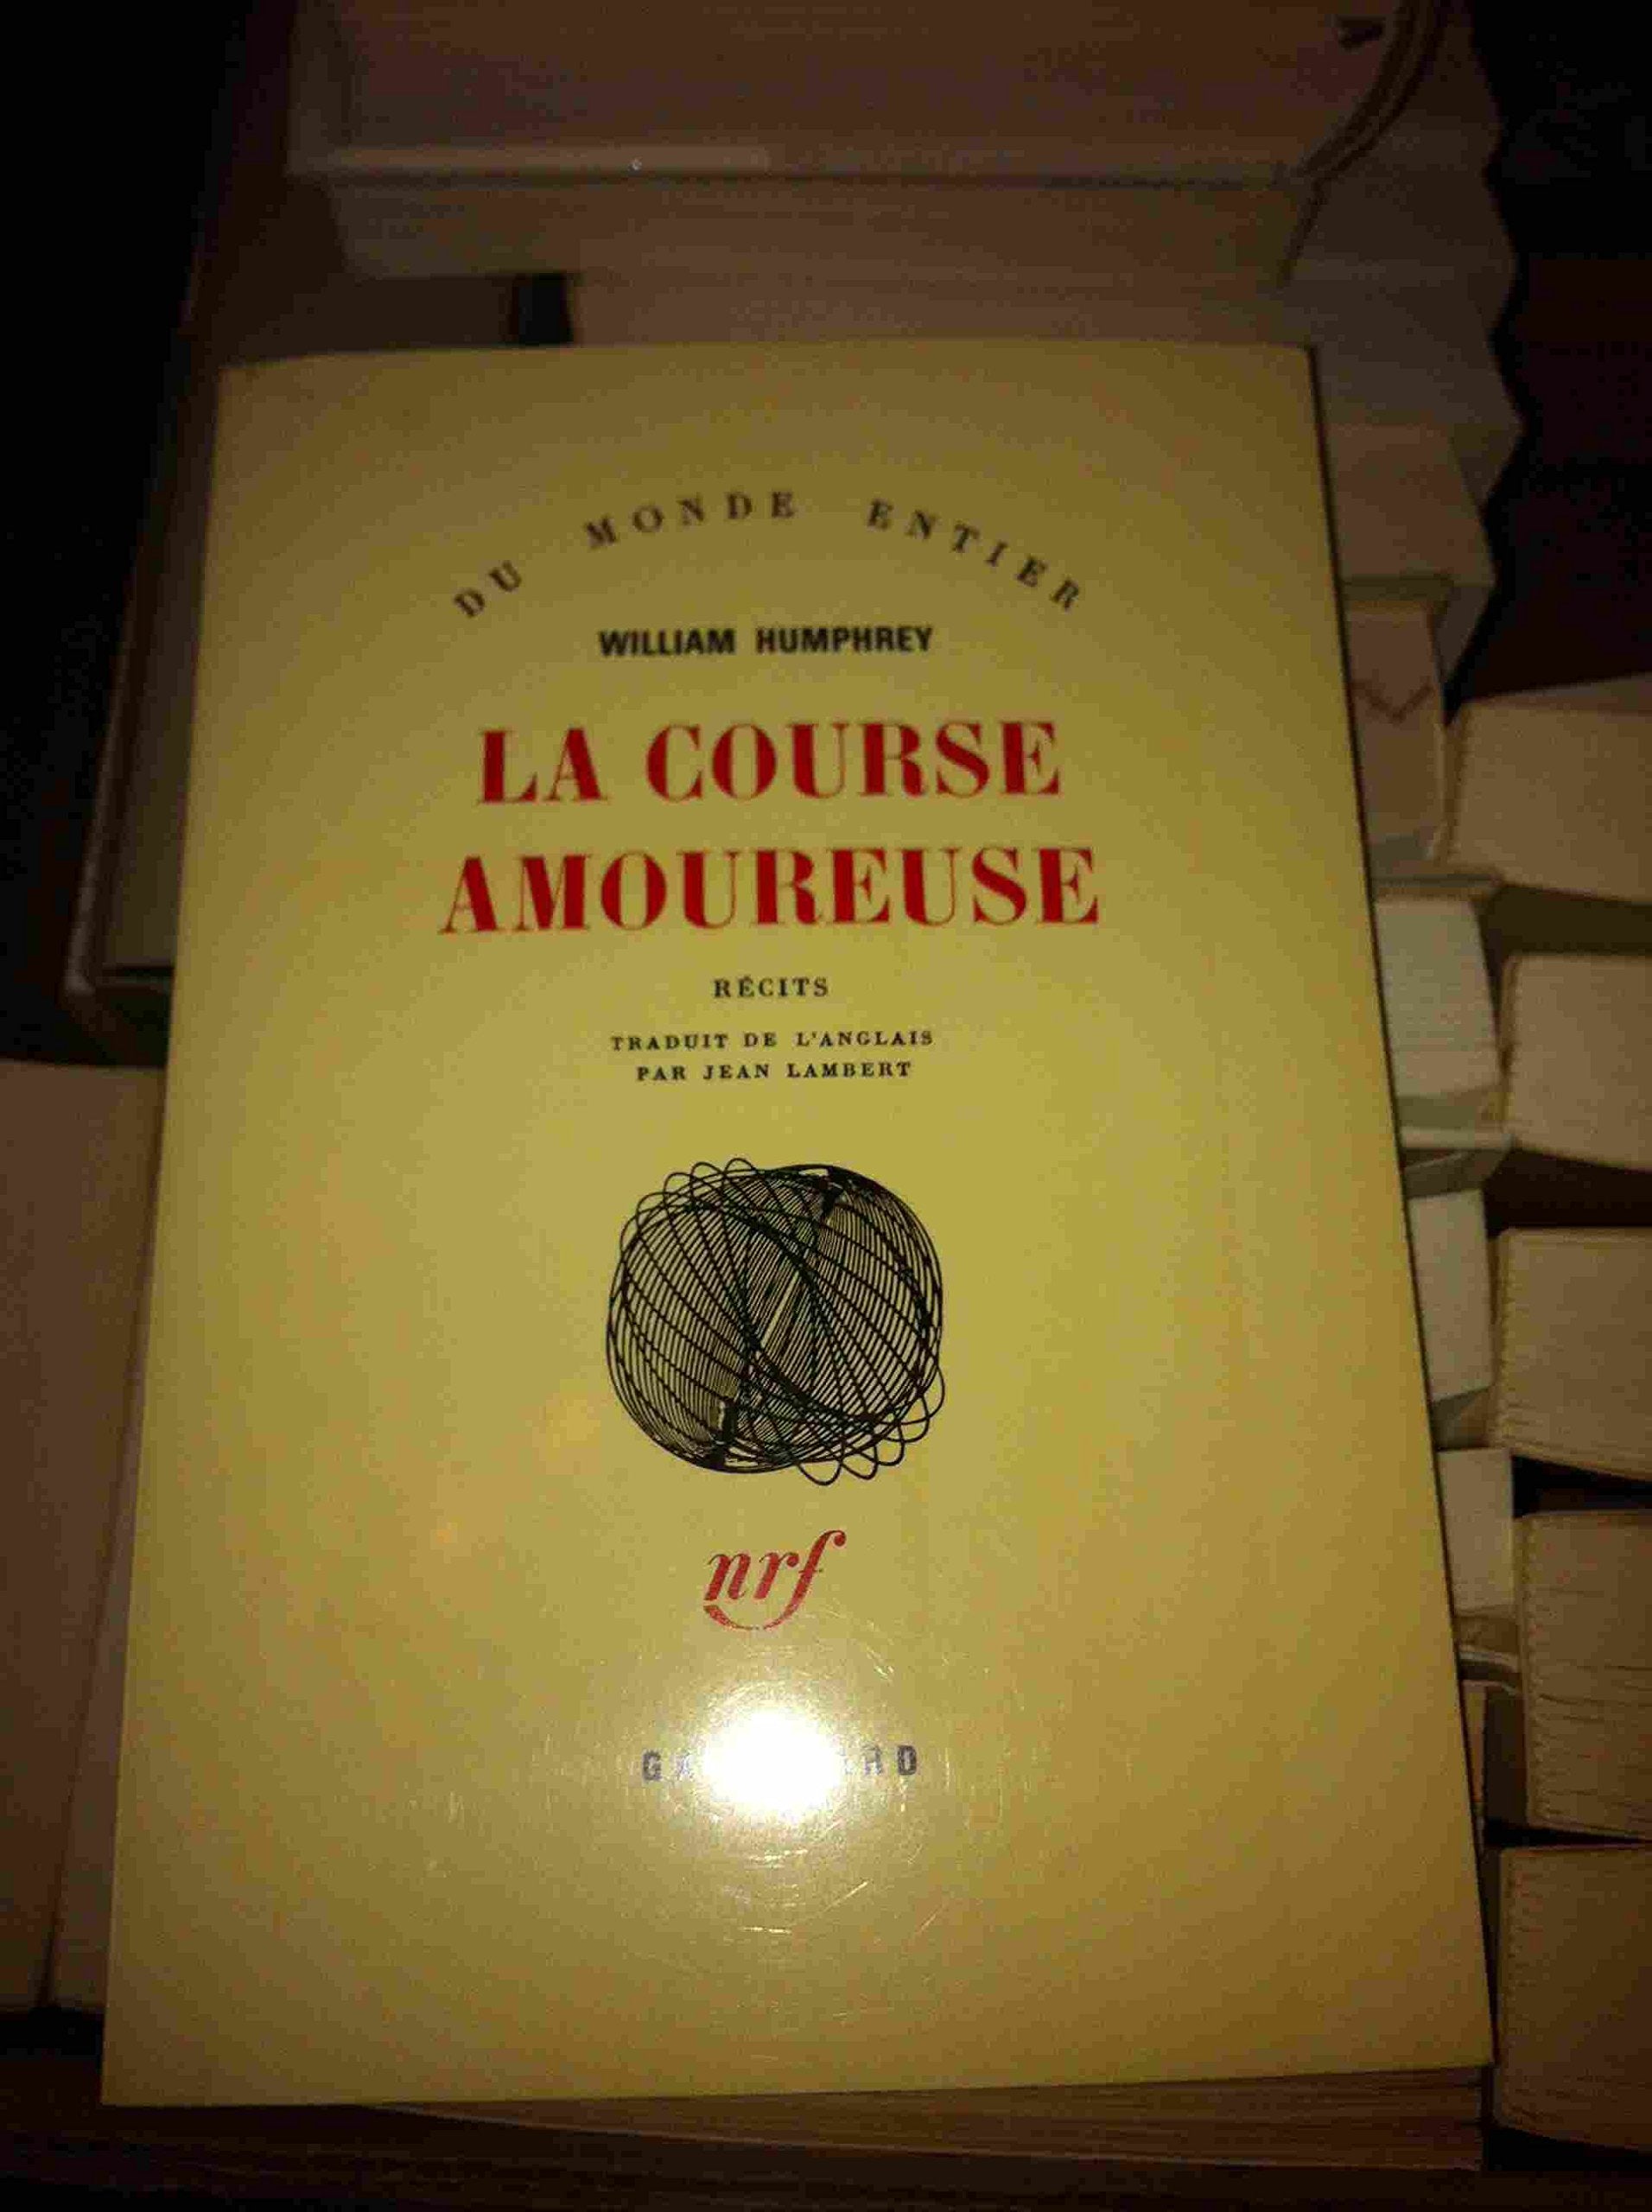 DU MONDE ENTIER
WILLIAM HUMPHREY
LA COURSE
AMOUREUSE
RÉCITS
TRADUIT DE L'ANGLAIS
PAR JEAN LAMBERT
nrf